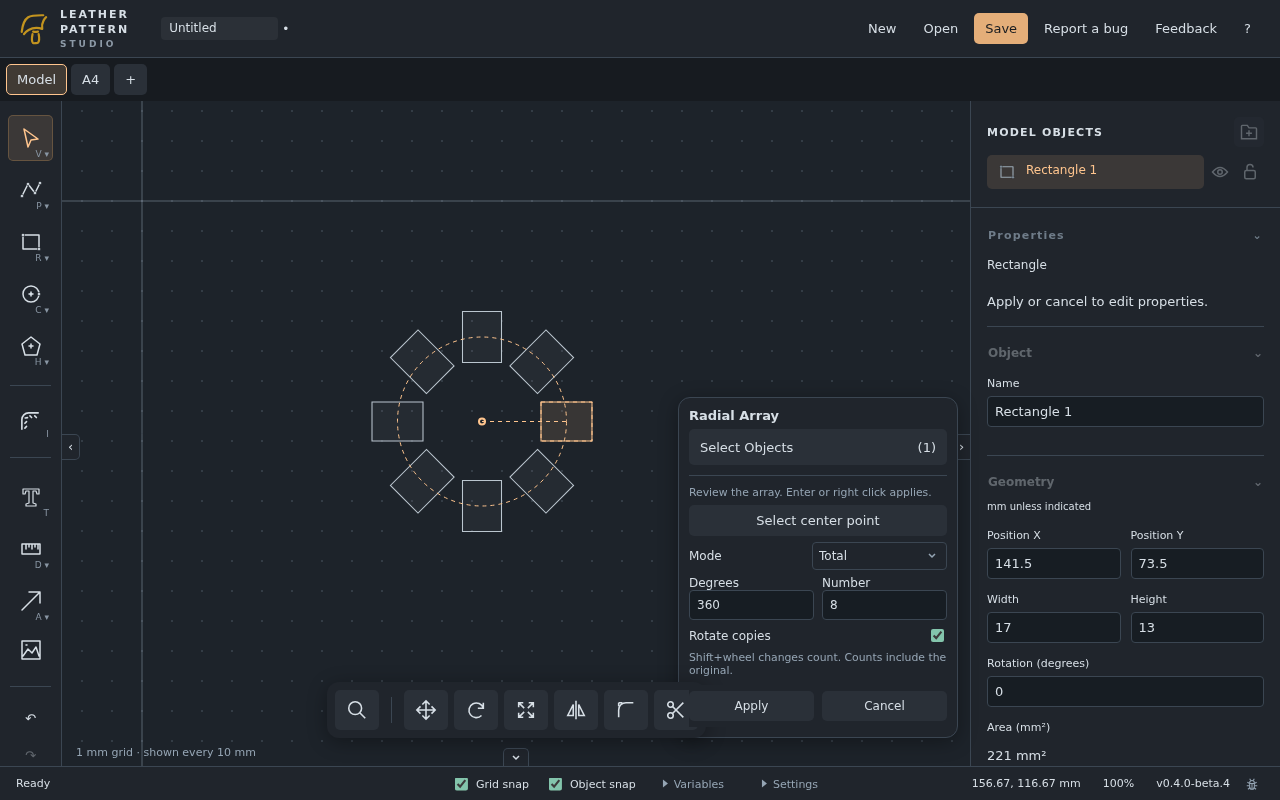 LEATHER
PATTERN
STUDIO
Untitled •
New Open Save Report a bug Feedback ?
Model A4 +
V ▾
P ▾
R ▾
C ▾
H ▾
I
T
D ▾
A ▾
MODEL OBJECTS
Rectangle 1
Properties
Rectangle
Apply or cancel to edit properties.
Object
Name
Rectangle 1
Geometry
mm unless indicated
Position X Position Y
141.5 73.5
Width Height
17 13
Rotation (degrees)
0
Area (mm²)
221 mm²
Radial Array
Select Objects (1)
Review the array. Enter or right click applies.
Select center point
Mode Total
Degrees Number
360 8
Rotate copies
Shift+wheel changes count. Counts include the
original.
Apply Cancel
1 mm grid · shown every 10 mm
Ready Grid snap Object snap Variables Settings 156.67, 116.67 mm 100% v0.4.0-beta.4